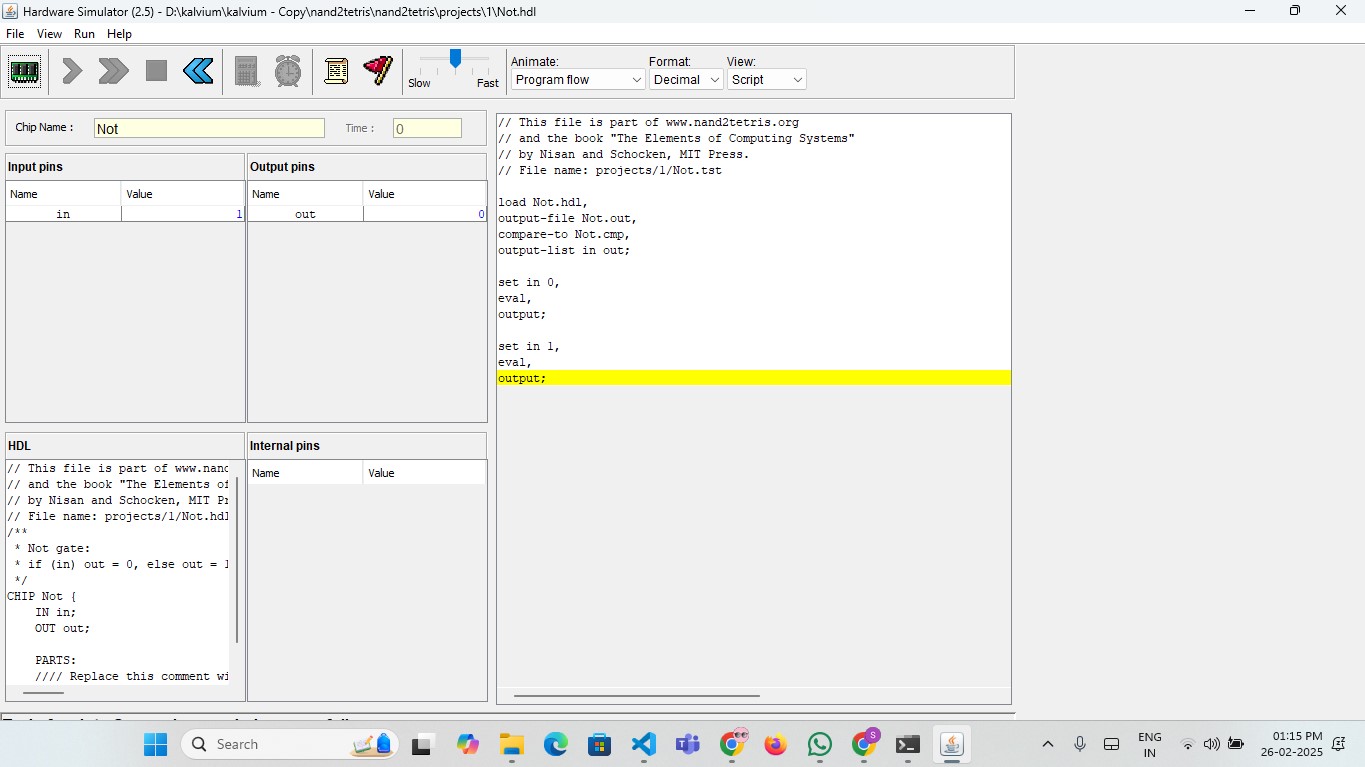 Hardware Simulator (2.5) - D:\kalvium\kalvium - Copy\nand2tetris\nand2tetris\projects\1\Not.hdl
File View Run Help
Slow Fast
Animate: Format: View:
Program flow Decimal Script
Chip Name : Not Time : 0
Input pins Output pins
Name Value Name Value
in 1 out 0
// This file is part of www.nand2tetris.org
// and the book "The Elements of Computing Systems"
// by Nisan and Schocken, MIT Press.
// File name: projects/1/Not.tst
load Not.hdl,
output-file Not.out,
compare-to Not.cmp,
output-list in out;
set in 0,
eval,
output;
set in 1,
eval,
output;
HDL
// This file is part of www.nand
// and the book "The Elements of
// by Nisan and Schocken, MIT Pr
// File name: projects/1/Not.hdl
/**
* Not gate:
* if (in) out = 0, else out = 1
*/
CHIP Not {
IN in;
OUT out;
PARTS:
//// Replace this comment wi
Internal pins
Name Value
Search
S
ENG
IN
01:15 PM
26-02-2025